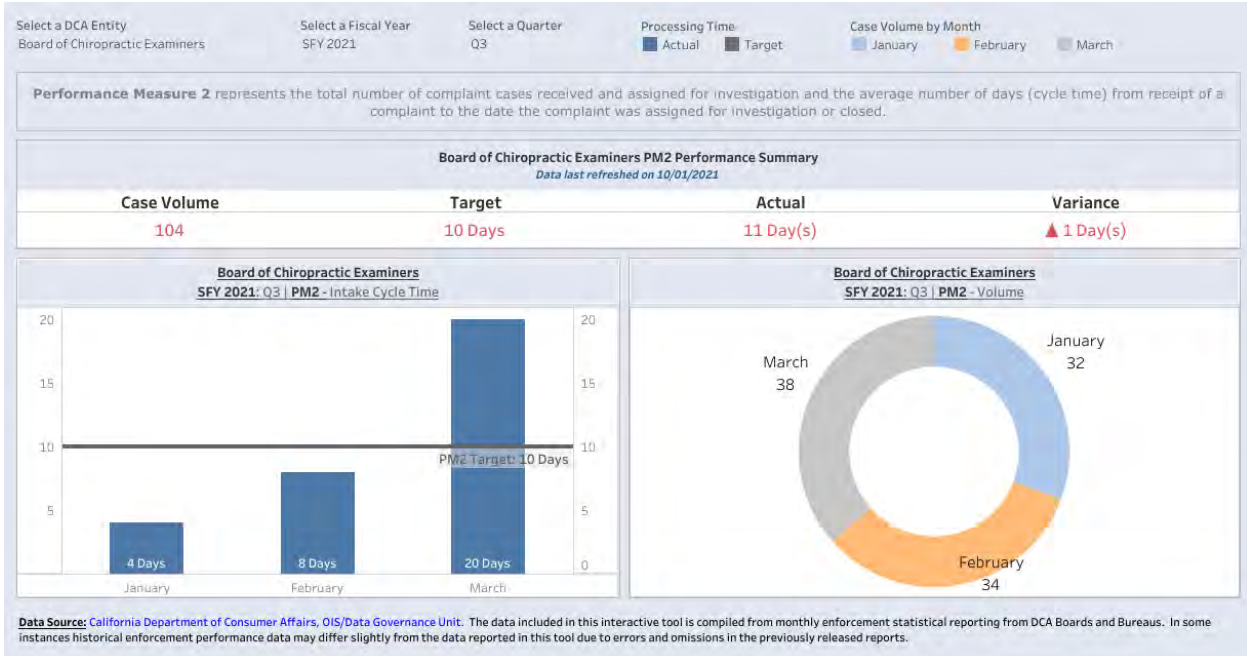 Select a DCA Entity
Board of Chiropractic Examiners
Select a Fiscal Year
SFY 2021
Select a Quarter
Q3
Processing Time
Actual Target
Case Volume by Month
January February March
Performance Measure 2 represents the total number of complaint cases received and assigned for investigation and the average number of days (cycle time) from receipt of a
complaint to the date the complaint was assigned for investigation or closed.
Board of Chiropractic Examiners PM2 Performance Summary
Data last refreshed on 10/01/2021
Case Volume Target Actual Variance
104 10 Days 11 Day(s) ▲ 1 Day(s)
Board of Chiropractic Examiners
SFY 2021: Q3 | PM2 - Intake Cycle Time
20 20
15 15
10 10
PM2 Target: 10 Days
5 5
4 Days 8 Days 20 Days 0
January February March
Board of Chiropractic Examiners
SFY 2021: Q3 | PM2 - Volume
January
32
March
38
February
34
Data Source: California Department of Consumer Affairs, OIS/Data Governance Unit. The data included in this interactive tool is compiled from monthly enforcement statistical reporting from DCA Boards and Bureaus. In some
instances historical enforcement performance data may differ slightly from the data reported in this tool due to errors and omissions in the previously released reports.